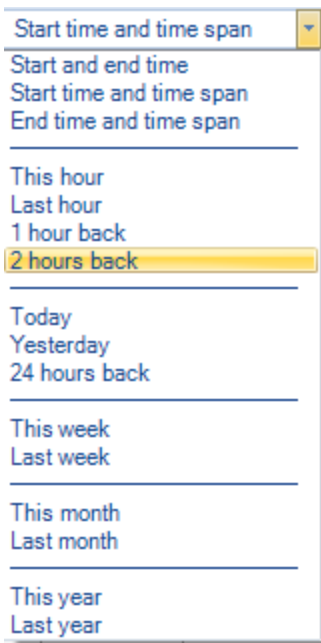 Start time and time span
Start and end time
Start time and time span
End time and time span
This hour
Last hour
1 hour back
2 hours back
Today
Yesterday
24 hours back
This week
Last week
This month
Last month
This year
Last year